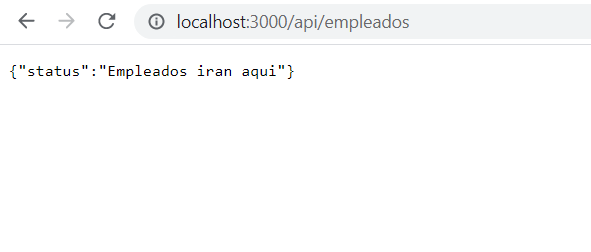 localhost:3000/api/empleados
{"status":"Empleados iran aqui"}